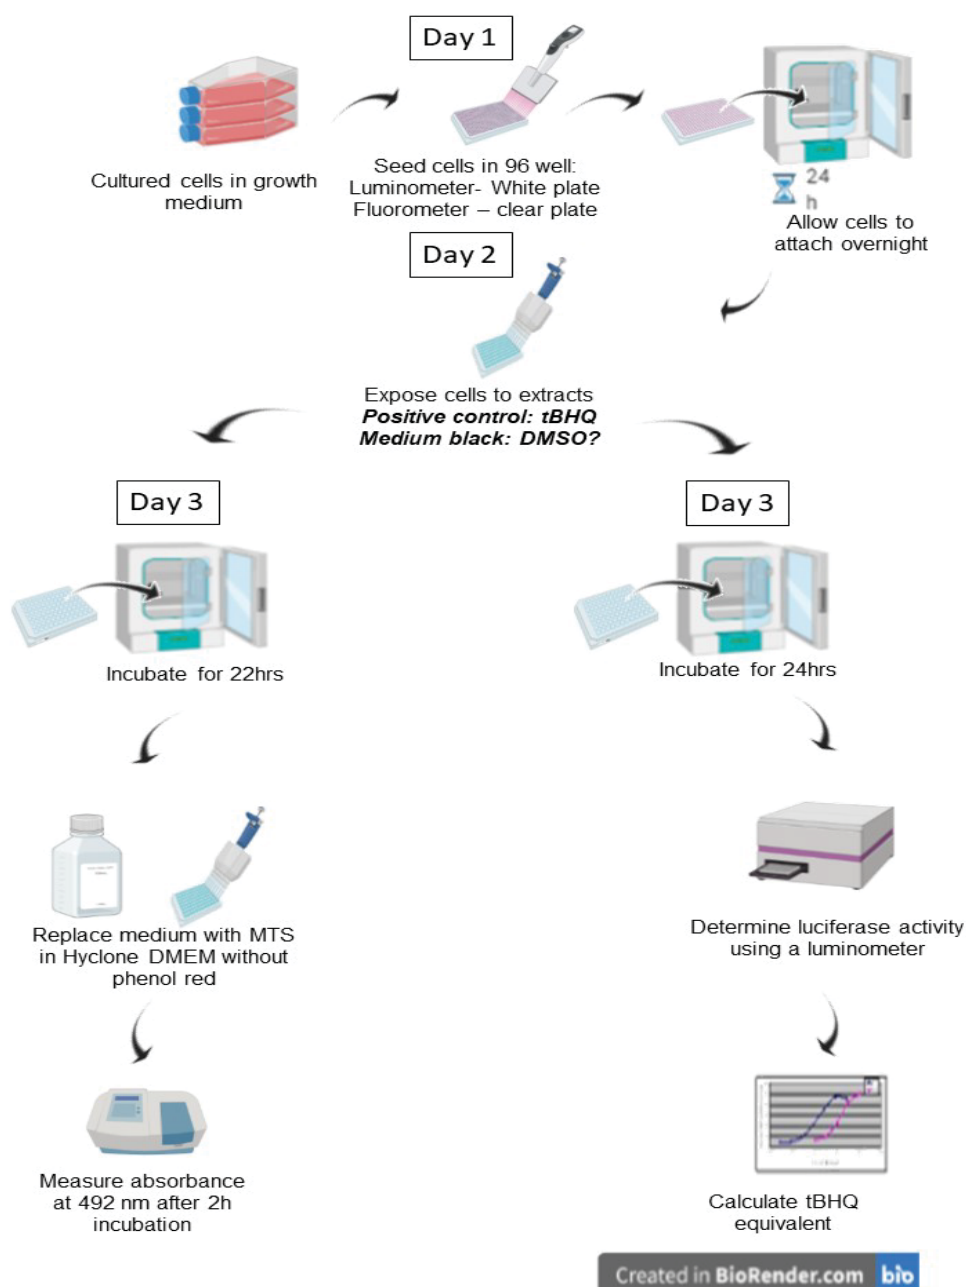 Day 1
Cultured cells in growth
medium
Seed cells in 96 well:
Luminometer- White plate
Fluorometer – clear plate
24
h
Allow cells to
attach overnight
Day 2
Expose cells to extracts
Positive control: tBHQ
Medium black: DMSO?
Day 3
Incubate for 22hrs
Replace medium with MTS
in Hyclone DMEM without
phenol red
Measure absorbance
at 492 nm after 2h
incubation
Day 3
Incubate for 24hrs
Determine luciferase activity
using a luminometer
Calculate tBHQ
equivalent
Created in BioRender.com bio